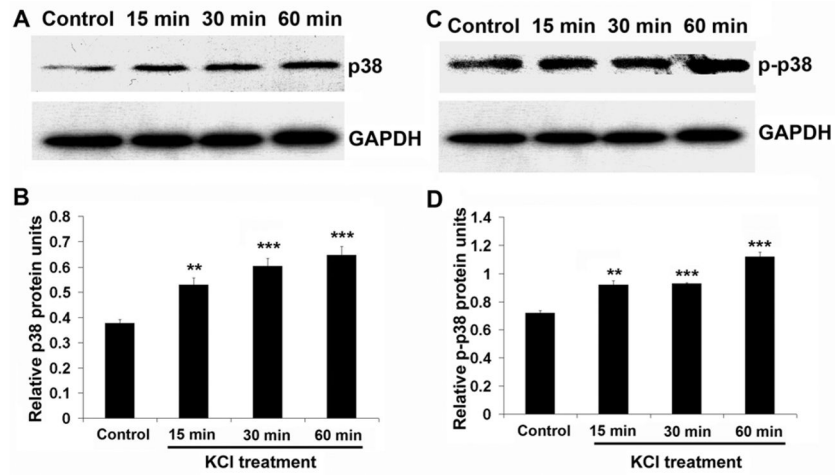 A
Control 15 min 30 min 60 min
p38
GAPDH
C
Control 15 min 30 min 60 min
p-p38
GAPDH
B
Relative p38 protein units
0.8
0.7
0.6
0.5
0.4
0.3
0.2
0.1
0
**
***
***
Control 15 min 30 min 60 min
KCl treatment
D
Relative p-p38 protein units
1.4
1.2
1
0.8
0.6
0.4
0.2
0
**
***
***
Control 15 min 30 min 60 min
KCl treatment